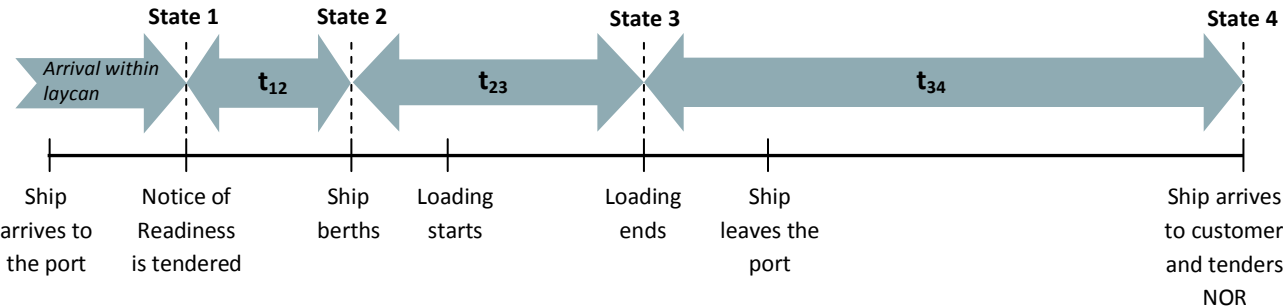 State 1
State 2
State 3
State 4
Arrival within
laycan
t12
t23
t34
Ship
arrives to
the port
Notice of
Readiness
is tendered
Ship
berths
Loading
starts
Loading
ends
Ship
leaves the
port
Ship arrives
to customer
and tenders
NOR